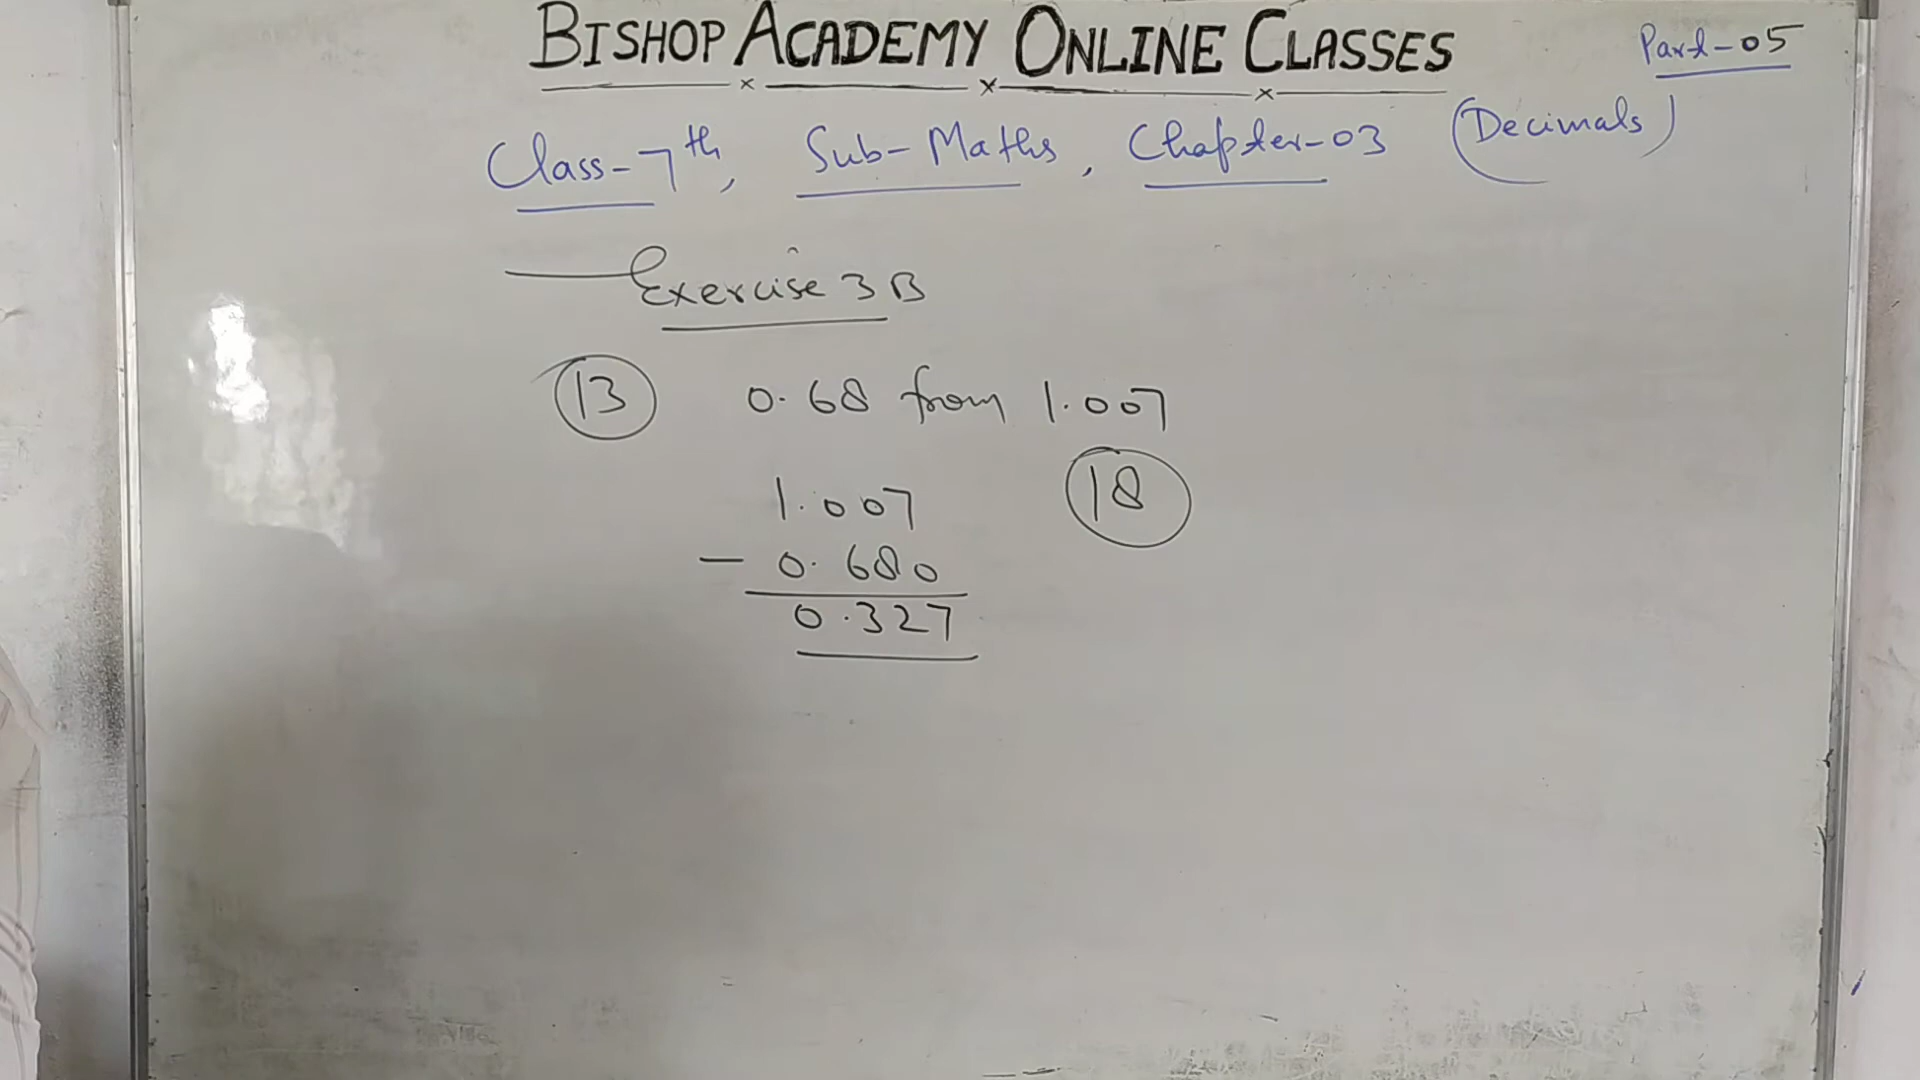 BISHOP ACADEMY ONLINE CLASSES
Part-05
Class-7th, Sub-Maths, Chapter-03 (Decimals)
Exercise 3B
13 0.68 from 1.007
1.007
- 0.680
0.327
18